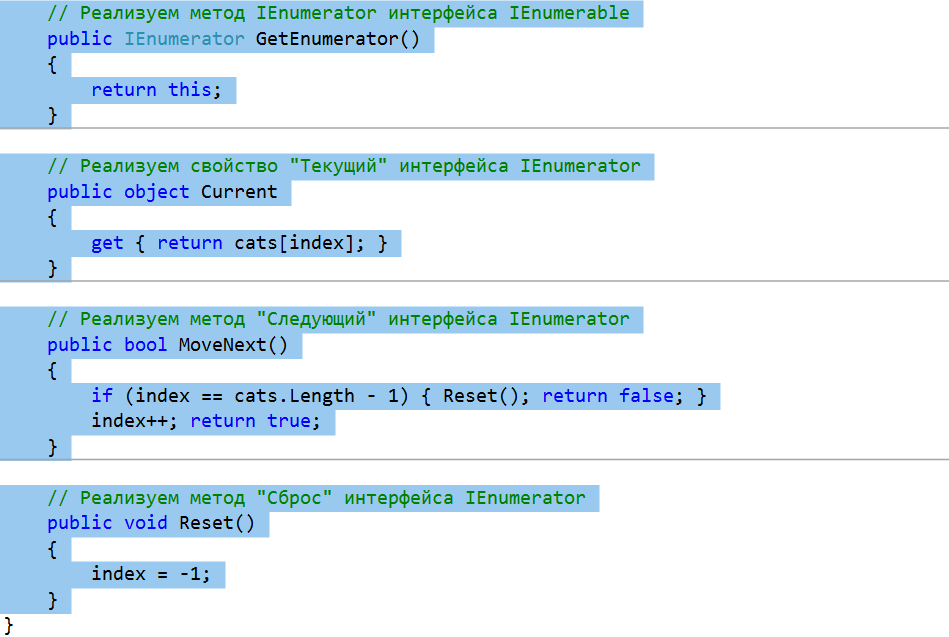 // Реализуем метод IEnumerator интерфейса IEnumerable
public IEnumerator GetEnumerator()
{
return this;
}
// Реализуем свойство "Текущий" интерфейса IEnumerator
public object Current
{
get { return cats[index]; }
}
// Реализуем метод "Следующий" интерфейса IEnumerator
public bool MoveNext()
{
if (index == cats.Length - 1) { Reset(); return false; }
index++; return true;
}
// Реализуем метод "Сброс" интерфейса IEnumerator
public void Reset()
{
index = -1;
}
}